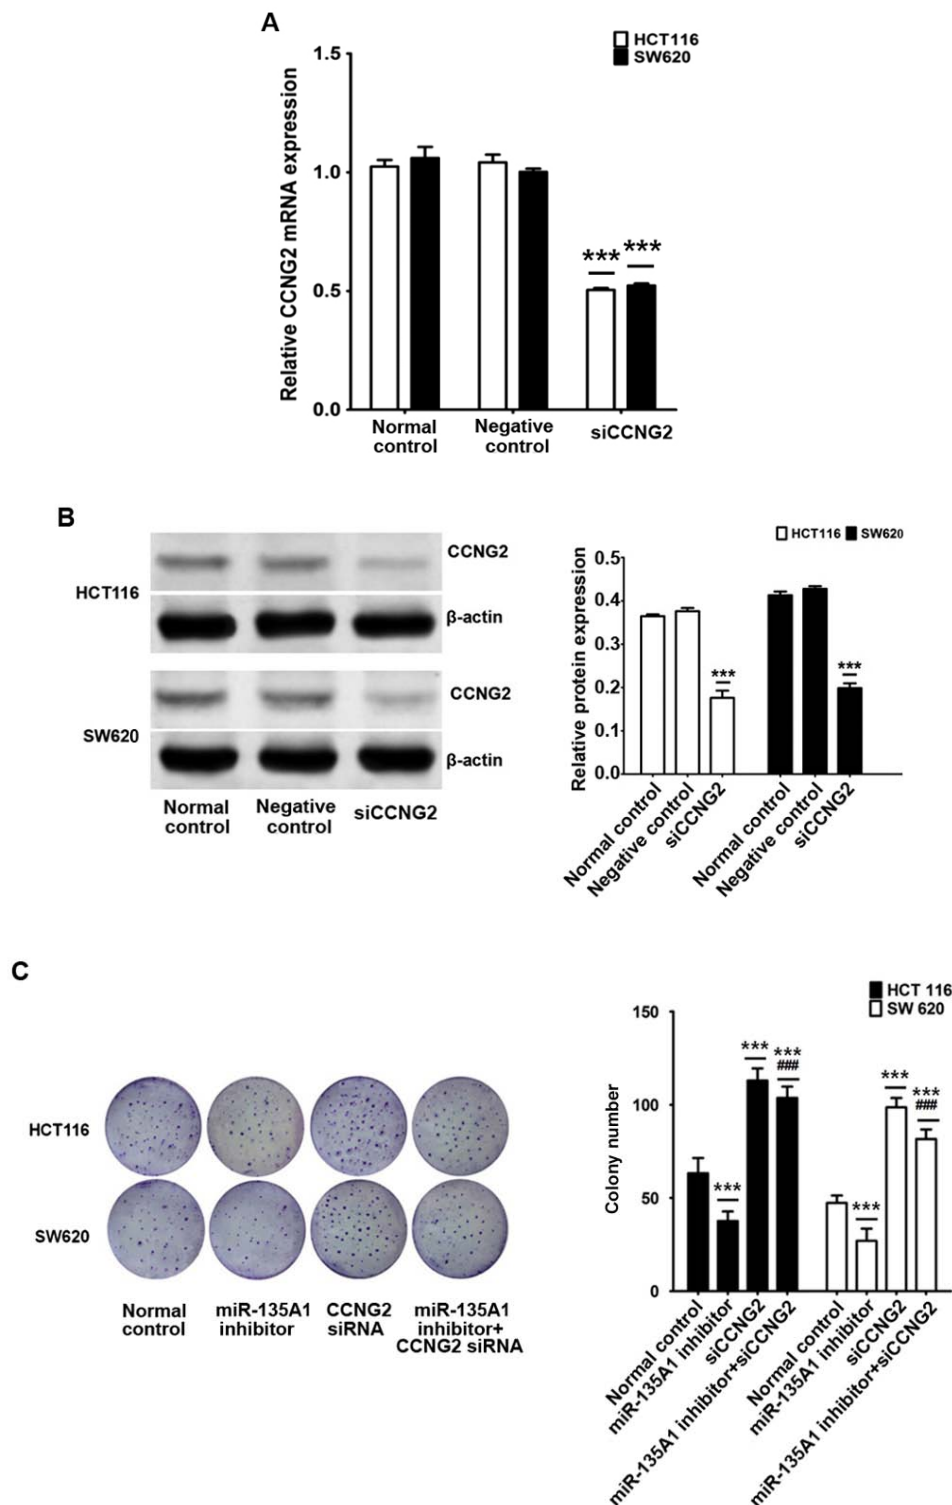 A
HCT116
SW620
Relative CCNG2 mRNA expression
1.5
1.0
0.5
0.0
***
***
Normal
control
Negative
control
siCCNG2
B
HCT116
CCNG2
β-actin
SW620
CCNG2
β-actin
Normal
control
Negative
control
siCCNG2
HCT116 SW620
Relative protein expression
0.5
0.4
0.3
0.2
0.1
0.0
***
***
Normal control
Negative control
siCCNG2
Normal control
Negative control
siCCNG2
C
HCT116
SW620
Normal
control
miR-135A1
inhibitor
CCNG2
siRNA
miR-135A1
inhibitor+
CCNG2 siRNA
HCT 116
SW 620
Colony number
150
100
50
0
***
***
***
###
***
***
***
###
Normal control
miR-135A1 inhibitor
siCCNG2
miR-135A1 inhibitor+siCCNG2
Normal control
miR-135A1 inhibitor
siCCNG2
miR-135A1 inhibitor+siCCNG2